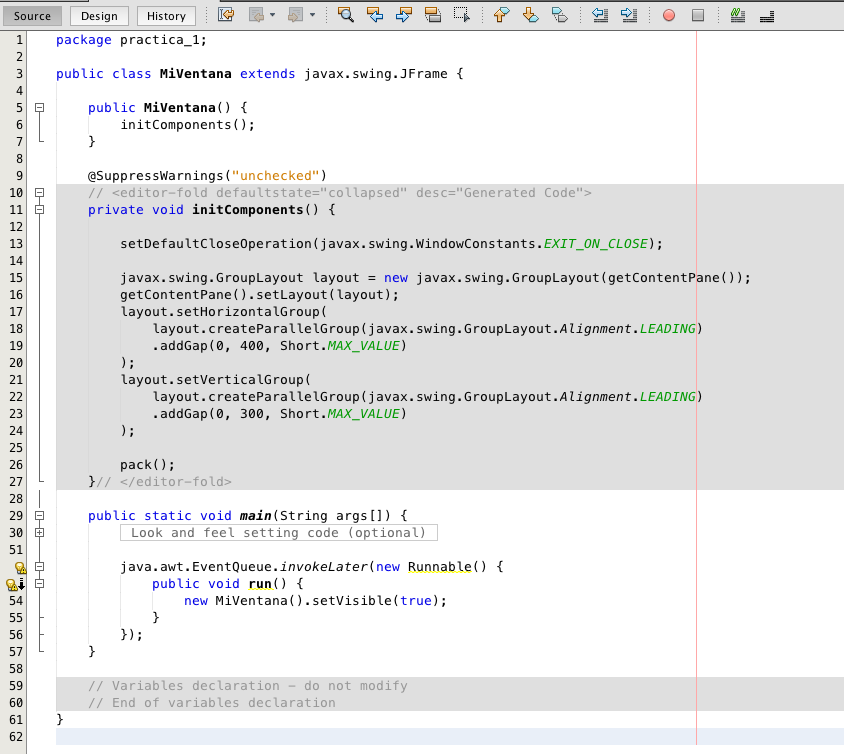 Source Design History
1 package practica_1;
2
3 public class MiVentana extends javax.swing.JFrame {
4
5     public MiVentana() {
6         initComponents();
7     }
8
9     @SuppressWarnings("unchecked")
10     // <editor-fold defaultstate="collapsed" desc="Generated Code">
11     private void initComponents() {
12
13         setDefaultCloseOperation(javax.swing.WindowConstants.EXIT_ON_CLOSE);
14
15         javax.swing.GroupLayout layout = new javax.swing.GroupLayout(getContentPane());
16         getContentPane().setLayout(layout);
17         layout.setHorizontalGroup(
18             layout.createParallelGroup(javax.swing.GroupLayout.Alignment.LEADING)
19             .addGap(0, 400, Short.MAX_VALUE)
20         );
21         layout.setVerticalGroup(
22             layout.createParallelGroup(javax.swing.GroupLayout.Alignment.LEADING)
23             .addGap(0, 300, Short.MAX_VALUE)
24         );
25
26         pack();
27     }// </editor-fold>
28
29     public static void main(String args[]) {
30         Look and feel setting code (optional)
51
        java.awt.EventQueue.invokeLater(new Runnable() {
            public void run() {
54                 new MiVentana().setVisible(true);
55             }
56         });
57     }
58
59     // Variables declaration – do not modify
60     // End of variables declaration
61 }
62